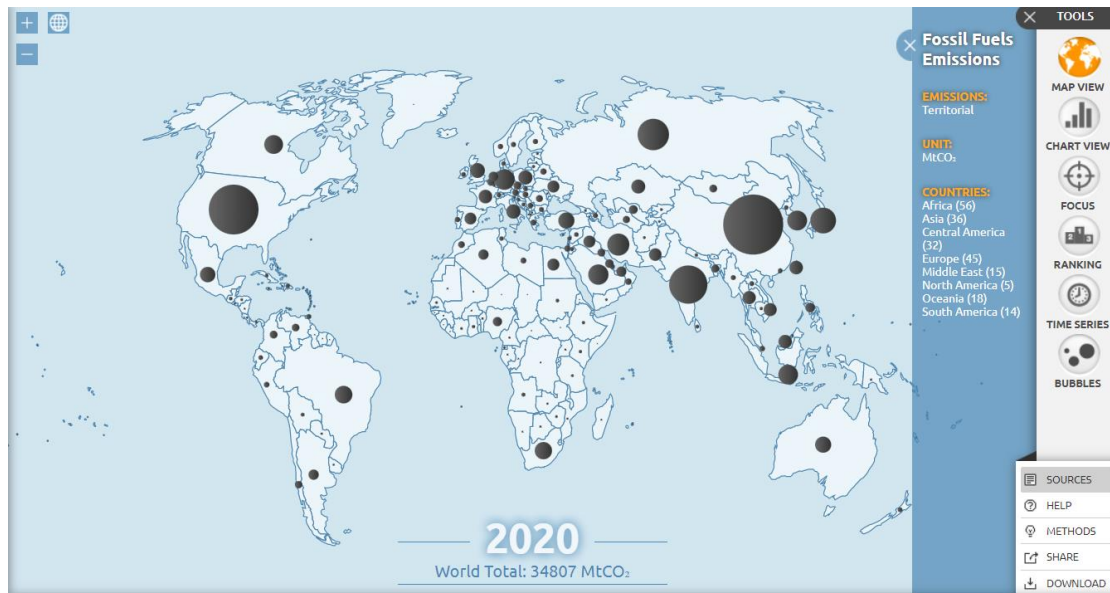 TOOLS
Fossil Fuels
Emissions
EMISSIONS:
Territorial
UNIT:
MtCO₂
COUNTRIES:
Africa (56)
Asia (36)
Central America
(32)
Europe (45)
Middle East (15)
North America (5)
Oceania (18)
South America (14)
MAP VIEW
CHART VIEW
FOCUS
RANKING
TIME SERIES
BUBBLES
SOURCES
HELP
METHODS
SHARE
DOWNLOAD
2020
World Total: 34807 MtCO₂